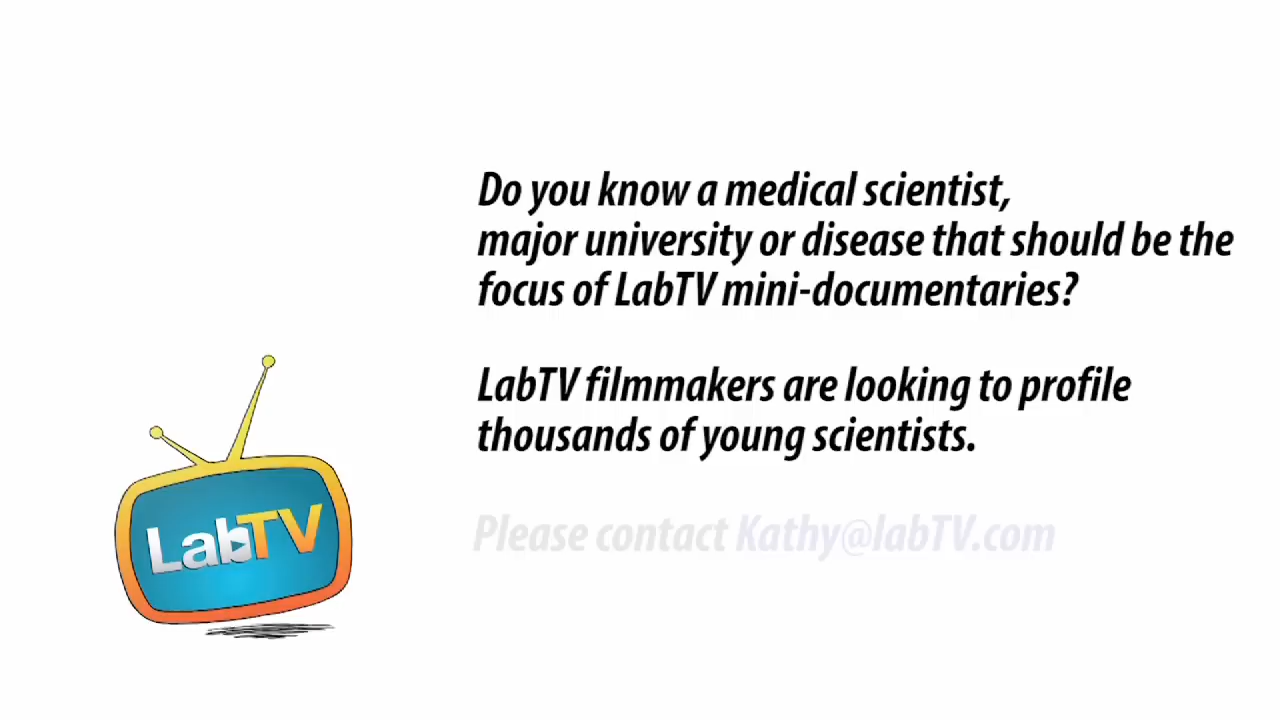 Do you know a medical scientist,
major university or disease that should be the
focus of LabTV mini-documentaries?
LabTV filmmakers are looking to profile
thousands of young scientists.
LabTV
Please contact Kathy@labTV.com